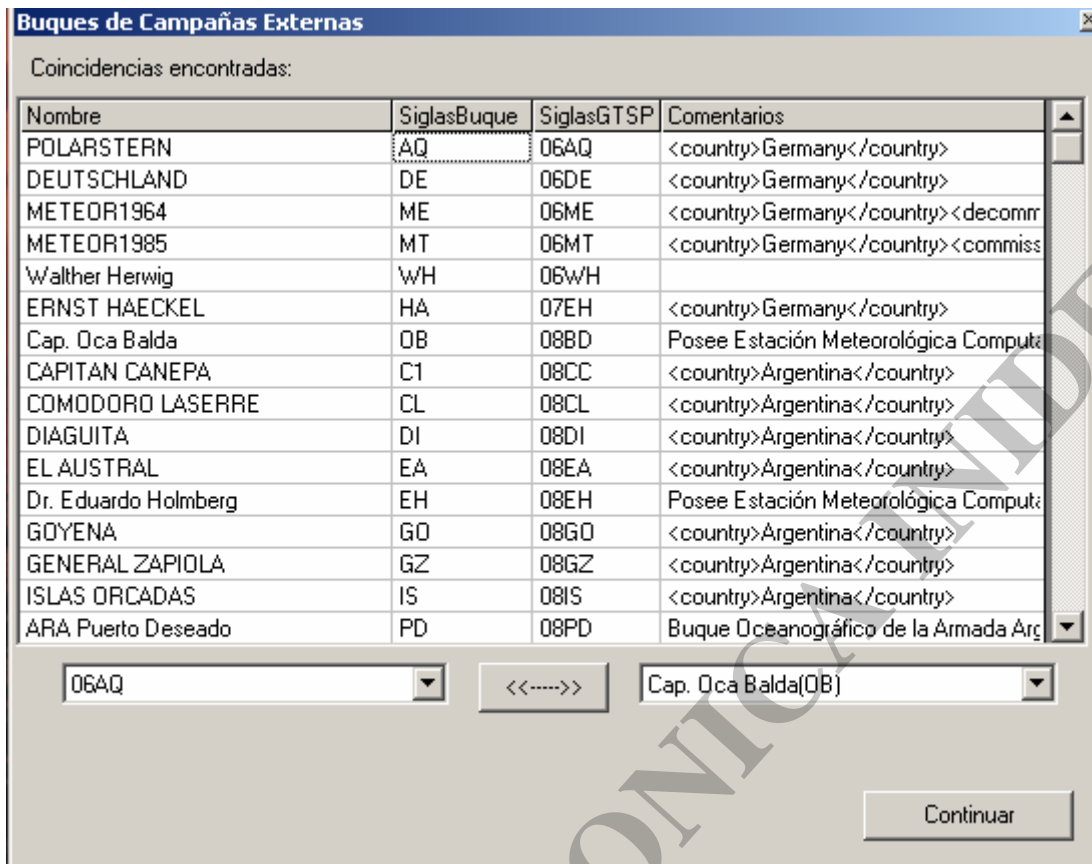 Buques de Campañas Externas
Coincidencias encontradas:
Nombre SiglasBuque SiglasGTSP Comentarios
POLARSTERN AQ 06AQ <country>Germany</country>
DEUTSCHLAND DE 06DE <country>Germany</country>
METEOR1964 ME 06ME <country>Germany</country><decomm
METEOR1985 MT 06MT <country>Germany</country><commiss
Walther Herwig WH 06WH
ERNST HAECKEL HA 07EH <country>Germany</country>
Cap. Oca Balda OB 08BD Posee Estación Meteorológica Computa
CAPITAN CANEPA C1 08CC <country>Argentina</country>
COMODORO LASERRE CL 08CL <country>Argentina</country>
DIAGUITA DI 08DI <country>Argentina</country>
EL AUSTRAL EA 08EA <country>Argentina</country>
Dr. Eduardo Holmberg EH 08EH Posee Estación Meteorológica Computa
GOYENA GO 08GO <country>Argentina</country>
GENERAL ZAPIOLA GZ 08GZ <country>Argentina</country>
ISLAS ORCADAS IS 08IS <country>Argentina</country>
ARA Puerto Deseado PD 08PD Buque Oceanográfico de la Armada Arg
06AQ <<----->> Cap. Oca Balda(OB)
Continuar